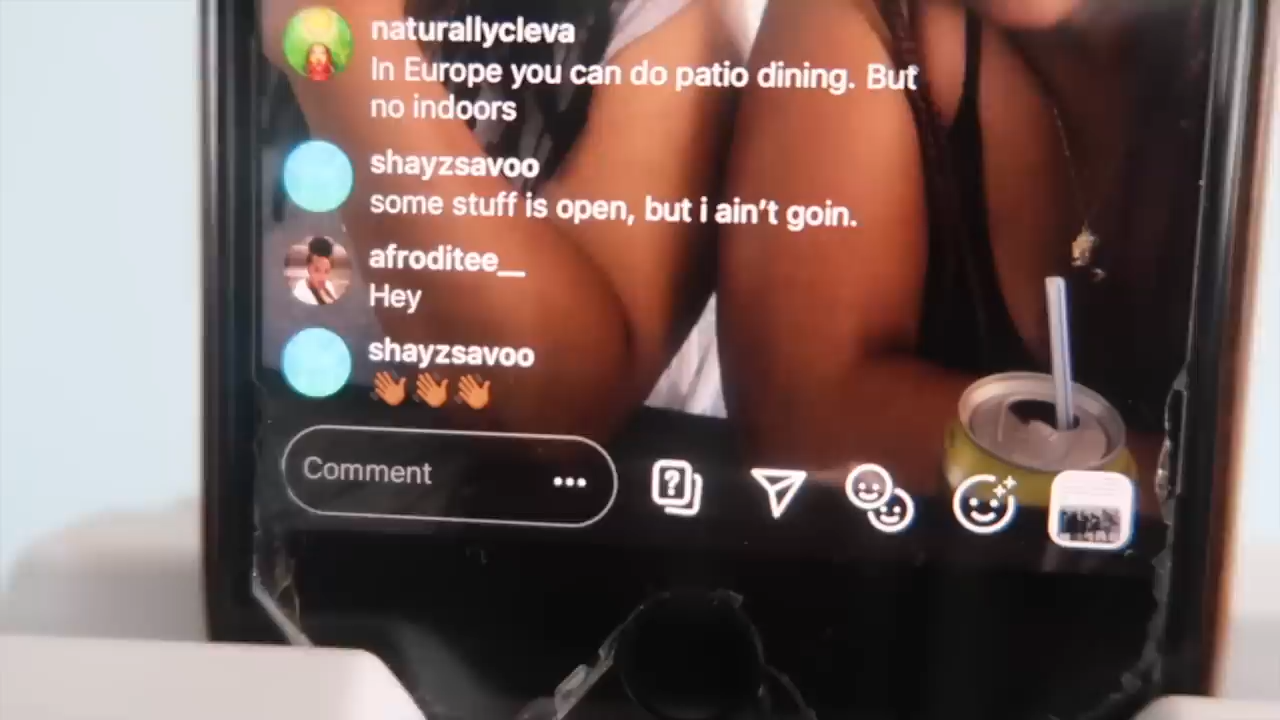 naturallycleva
In Europe you can do patio dining. But
no indoors
shayzsavoo
some stuff is open, but i ain't goin.
afroditee__
Hey
shayzsavoo
👋🏾👋🏾👋🏾
Comment